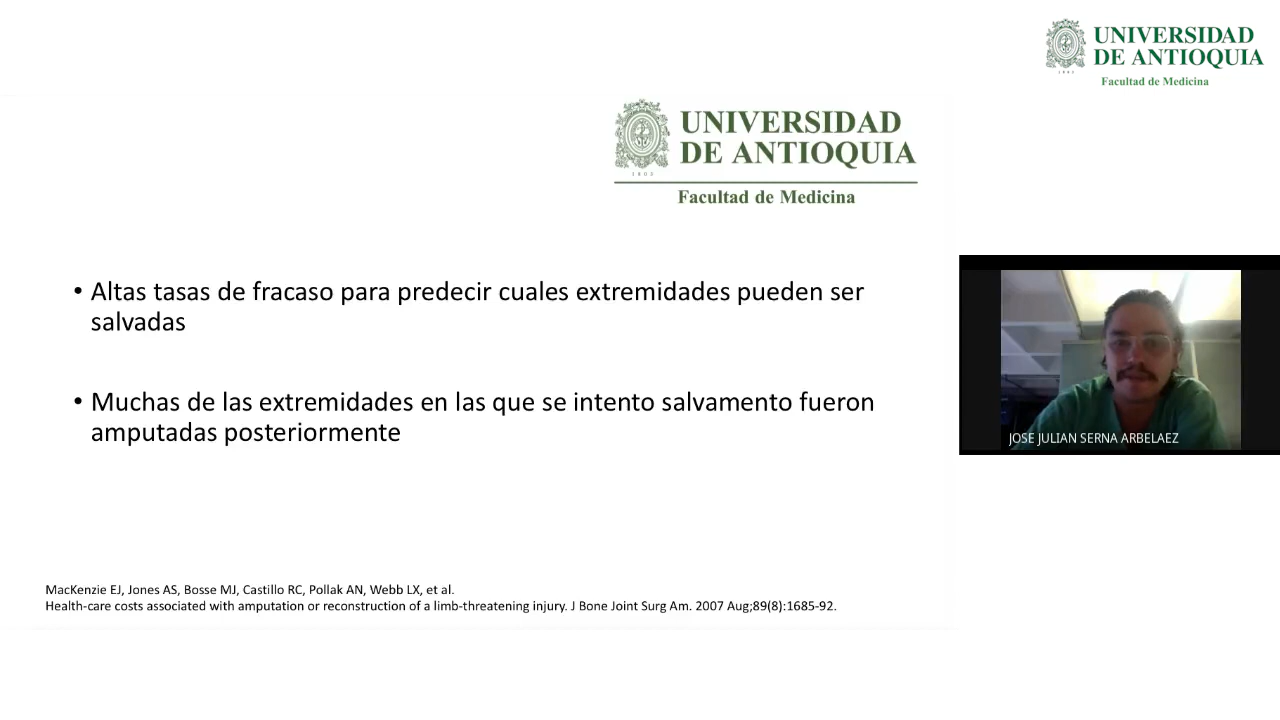 UNIVERSIDAD
DE ANTIOQUIA
1803
Facultad de Medicina
UNIVERSIDAD
DE ANTIOQUIA
1803
Facultad de Medicina
• Altas tasas de fracaso para predecir cuales extremidades pueden ser
salvadas
• Muchas de las extremidades en las que se intento salvamento fueron
amputadas posteriormente
JOSE JULIAN SERNA ARBELAEZ
MacKenzie EJ, Jones AS, Bosse MJ, Castillo RC, Pollak AN, Webb LX, et al.
Health-care costs associated with amputation or reconstruction of a limb-threatening injury. J Bone Joint Surg Am. 2007 Aug;89(8):1685-92.